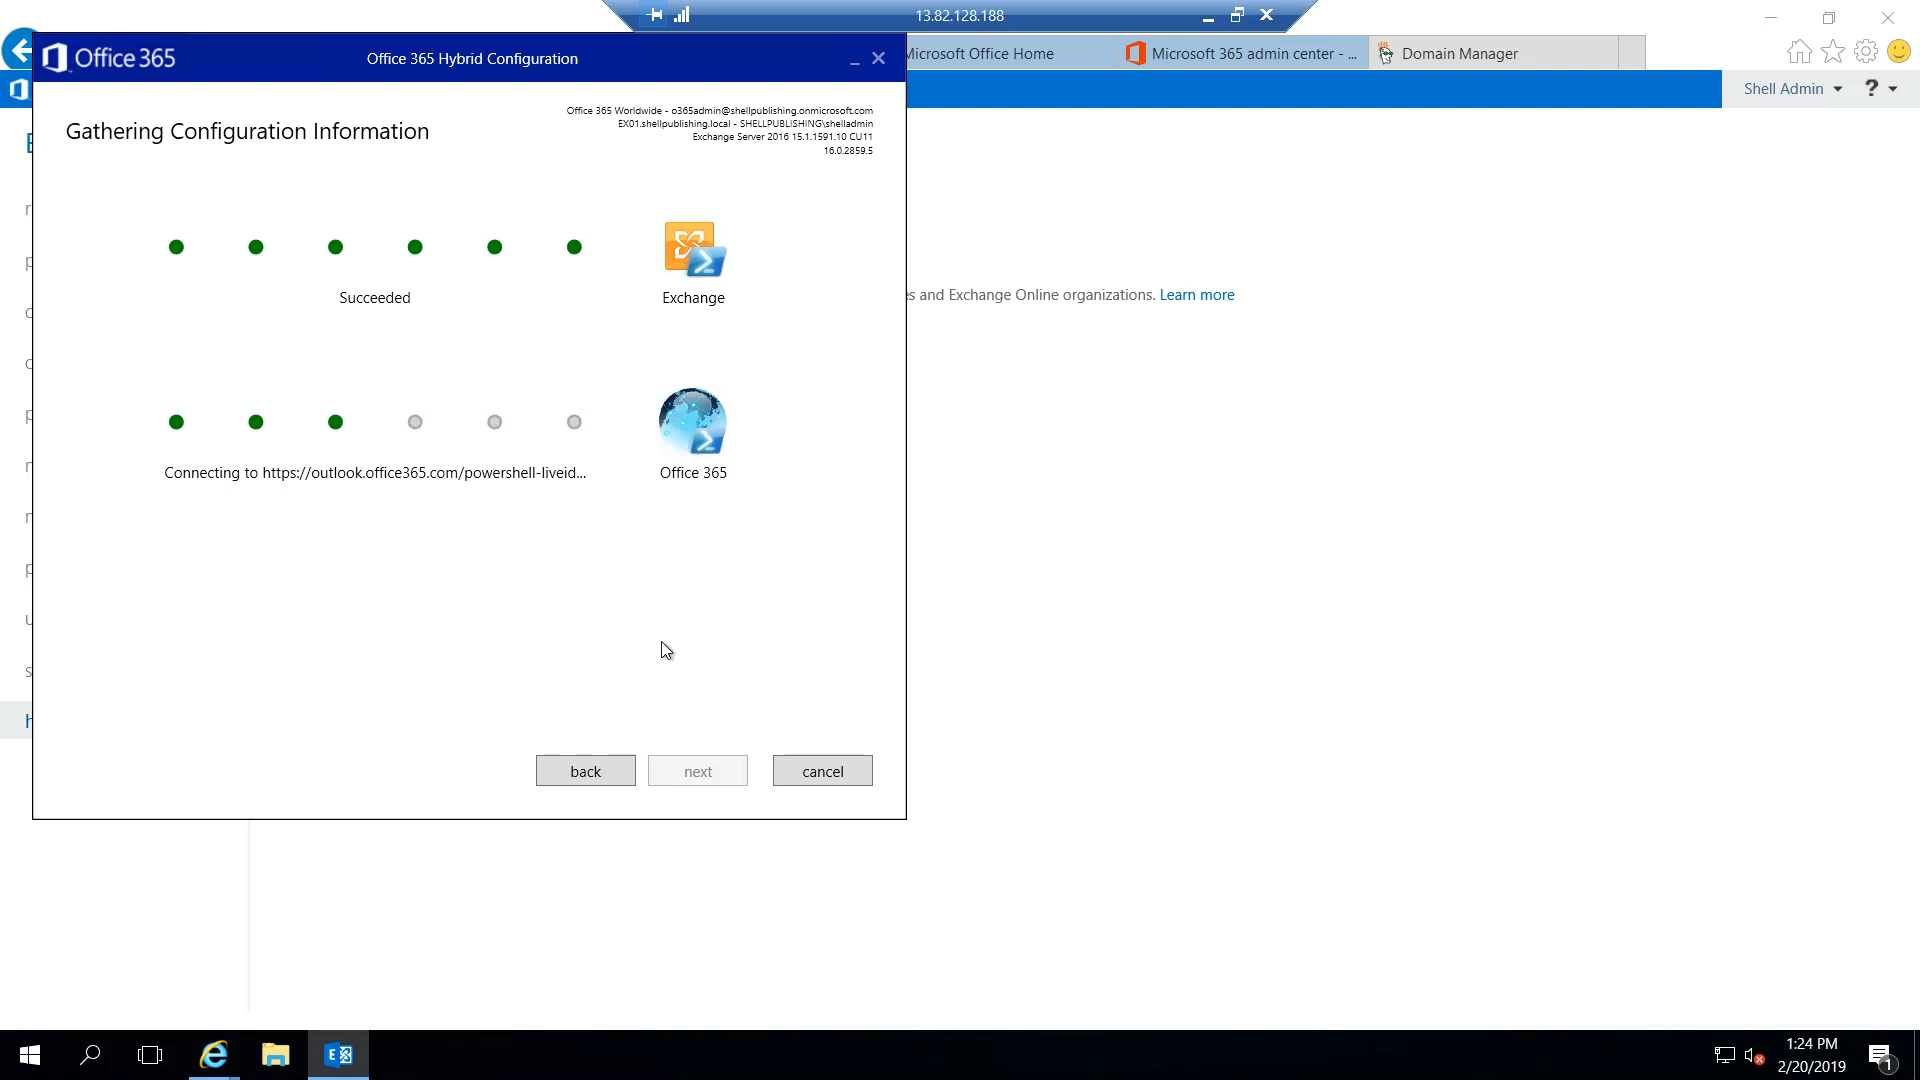 13.82.128.188
Office 365
Office 365 Hybrid Configuration
Microsoft Office Home
Microsoft 365 admin center - ...
Domain Manager
Shell Admin
?
Gathering Configuration Information
Office 365 Worldwide - o365admin@shellpublishing.onmicrosoft.com
EX01.shellpublishing.local - SHELLPUBLISHING\shelladmin
Exchange Server 2016 15.1.1591.10 CU11
16.0.2859.5
Succeeded
Exchange
es and Exchange Online organizations. Learn more
Connecting to https://outlook.office365.com/powershell-liveid...
Office 365
back
next
cancel
1:24 PM
2/20/2019
1